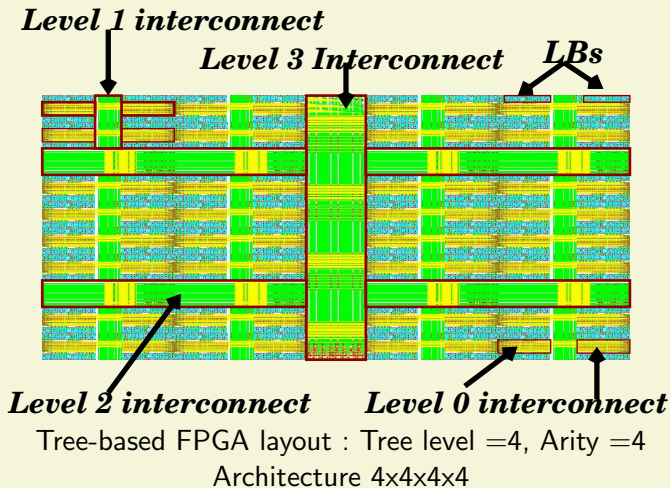 Level 1 interconnect
Level 3 Interconnect
LBs
Level 2 interconnect
Level 0 interconnect
Tree-based FPGA layout : Tree level =4, Arity =4
Architecture 4x4x4x4